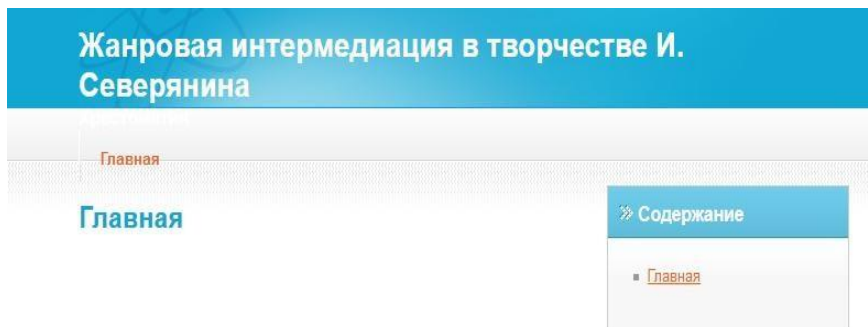 Жанровая интермедиация в творчестве И.
Северянина
Главная
Главная
» Содержание
Главная